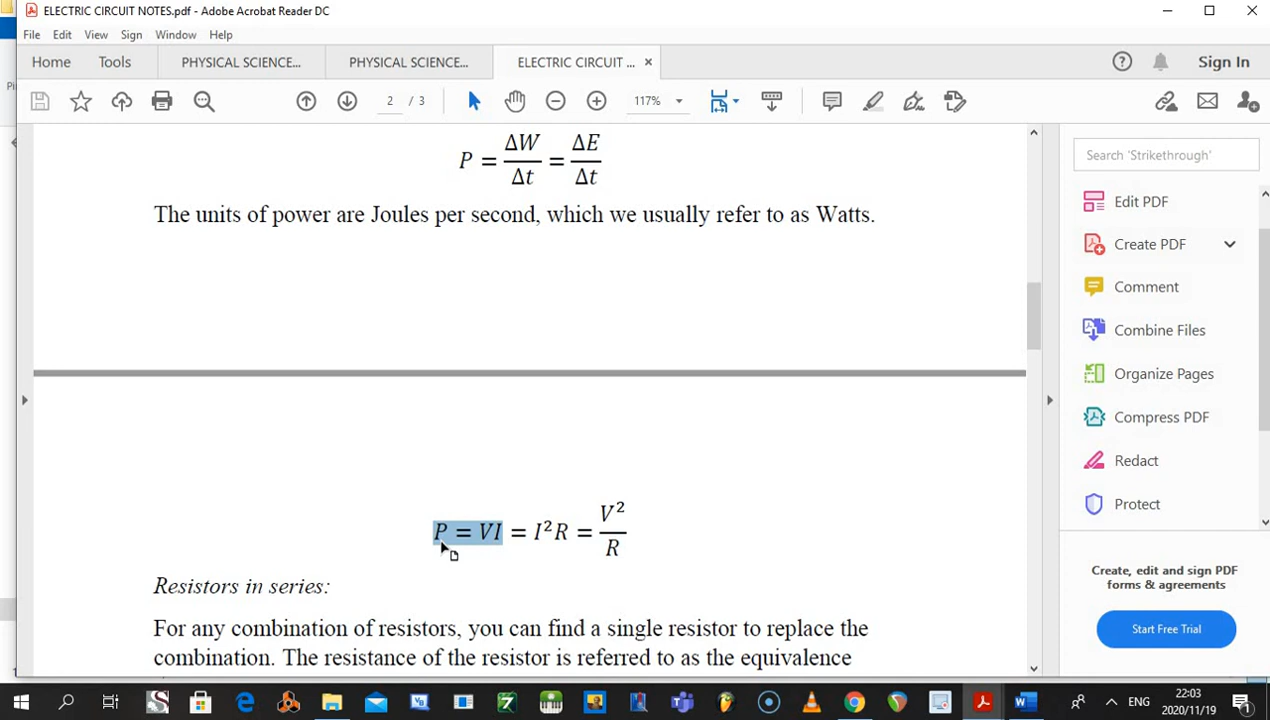 ELECTRIC CIRCUIT NOTES.pdf - Adobe Acrobat Reader DC
File Edit View Sign Window Help
Home Tools PHYSICAL SCIENCE... PHYSICAL SCIENCE... ELECTRIC CIRCUIT ... × Sign In
2 / 3 117%
P = ΔW/Δt = ΔE/Δt
The units of power are Joules per second, which we usually refer to as Watts.
P = VI = I²R = V²/R
Resistors in series:
For any combination of resistors, you can find a single resistor to replace the
combination. The resistance of the resistor is referred to as the equivalence
Search 'Strikethrough'
Edit PDF
Create PDF
Comment
Combine Files
Organize Pages
Compress PDF
Redact
Protect
Create, edit and sign PDF
forms & agreements
Start Free Trial
ENG
22:03
2020/11/19